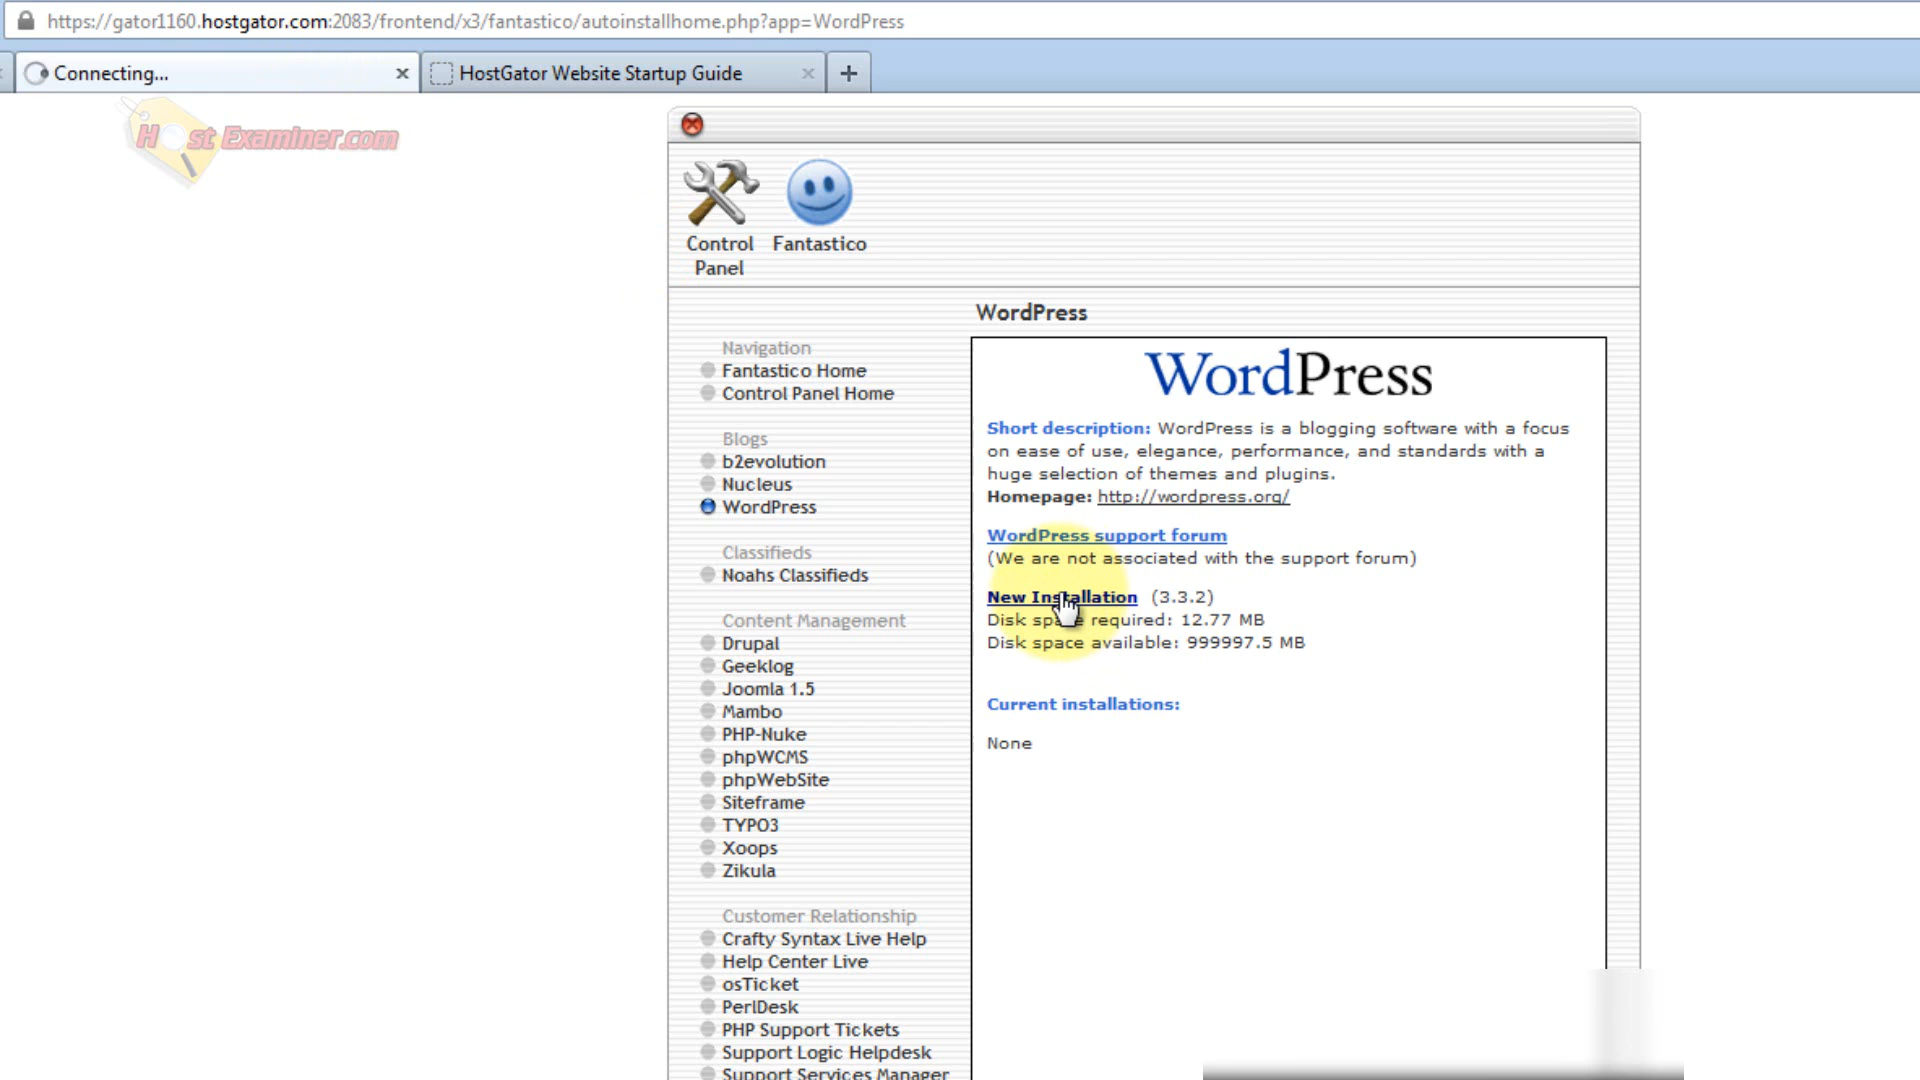 https://gator1160.hostgator.com:2083/frontend/x3/fantastico/autoinstallhome.php?app=WordPress
Connecting...
HostGator Website Startup Guide
Host Examiner.com
Control Panel
Fantastico
WordPress
Navigation
Fantastico Home
Control Panel Home
Blogs
b2evolution
Nucleus
WordPress
Classifieds
Noahs Classifieds
Content Management
Drupal
Geeklog
Joomla 1.5
Mambo
PHP-Nuke
phpWCMS
phpWebSite
Siteframe
TYPO3
Xoops
Zikula
Customer Relationship
Crafty Syntax Live Help
Help Center Live
osTicket
PerlDesk
PHP Support Tickets
Support Logic Helpdesk
Support Services Manager
WordPress
Short description: WordPress is a blogging software with a focus
on ease of use, elegance, performance, and standards with a
huge selection of themes and plugins.
Homepage: http://wordpress.org/
WordPress support forum
(We are not associated with the support forum)
New Installation (3.3.2)
Disk space required: 12.77 MB
Disk space available: 999997.5 MB
Current installations:
None